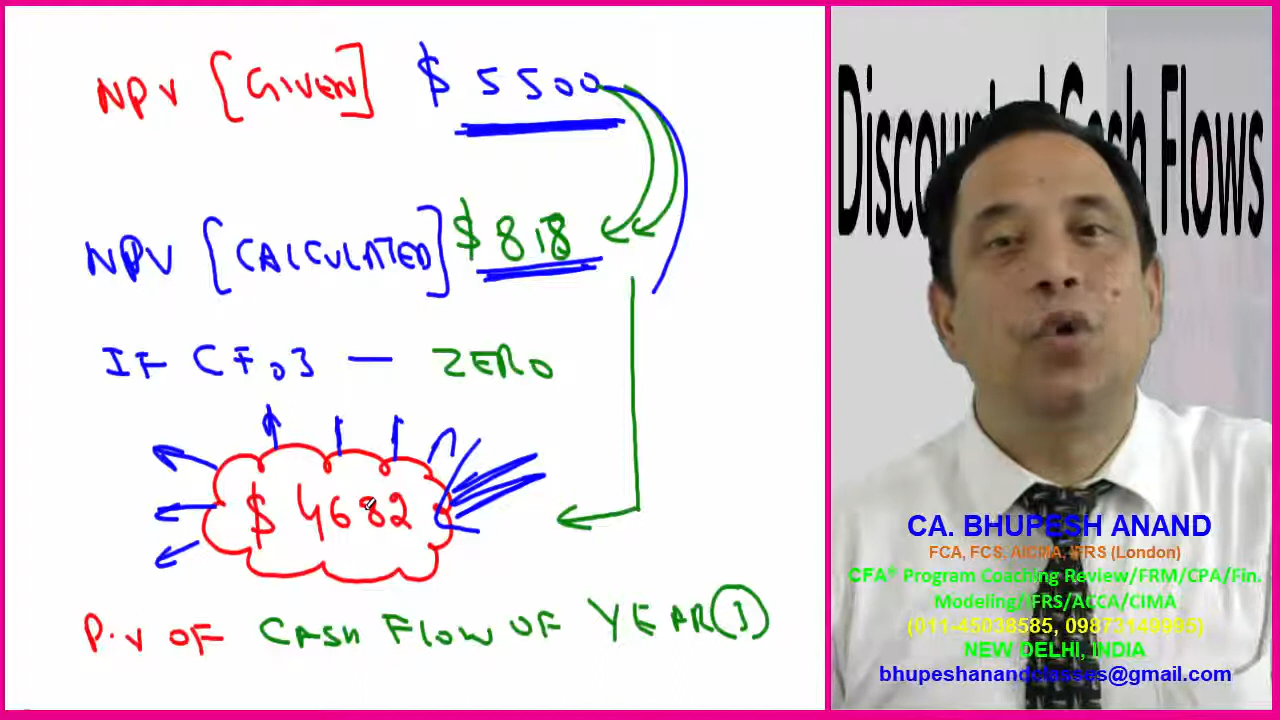 NPV [GIVEN] $ 5500
NPV [CALCULATED] $ 818
IF CF03 — ZERO
$ 4682
P.V OF CASH FLOW OF YEAR (3)
Discounted Cash Flows
CA. BHUPESH ANAND
FCA, FCS, AICMA, IFRS (London)
CFA® Program Coaching Review/FRM/CPA/Fin.
Modeling/IFRS/ACCA/CIMA
(011-45038585, 09873149995)
NEW DELHI, INDIA
bhupeshanandclasses@gmail.com